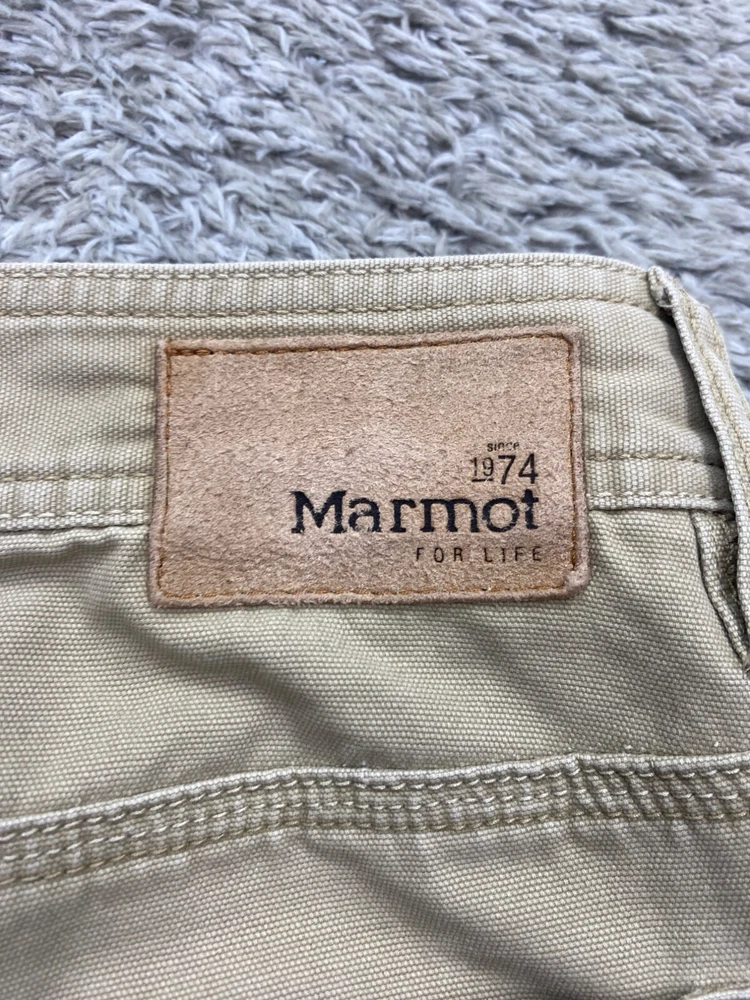 since
1974
Marmot
FOR LIFE